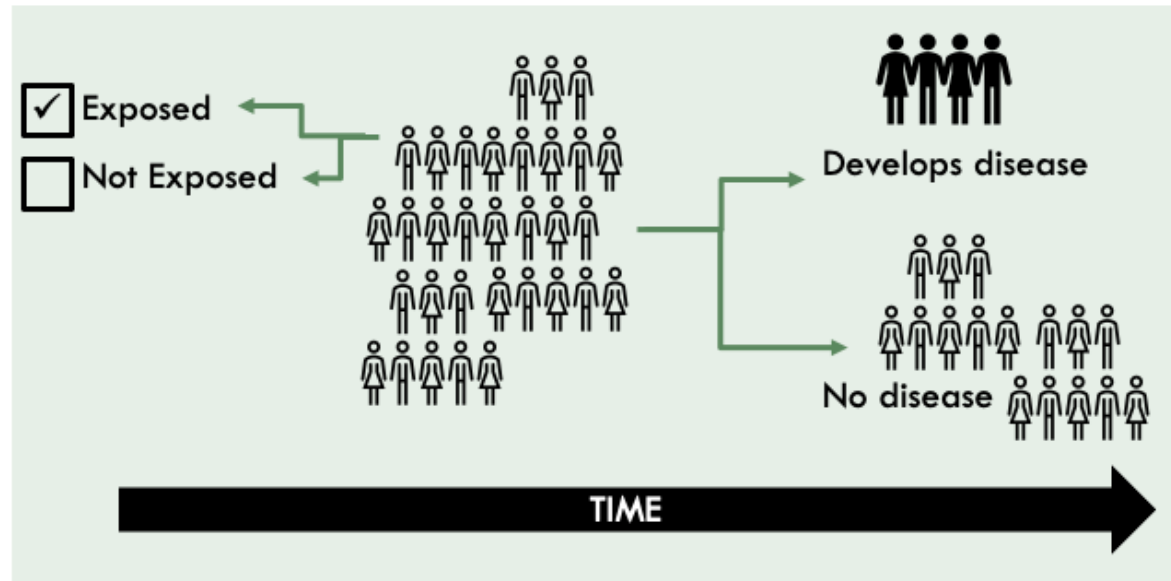 Exposed
Not Exposed
Develops disease
No disease
TIME